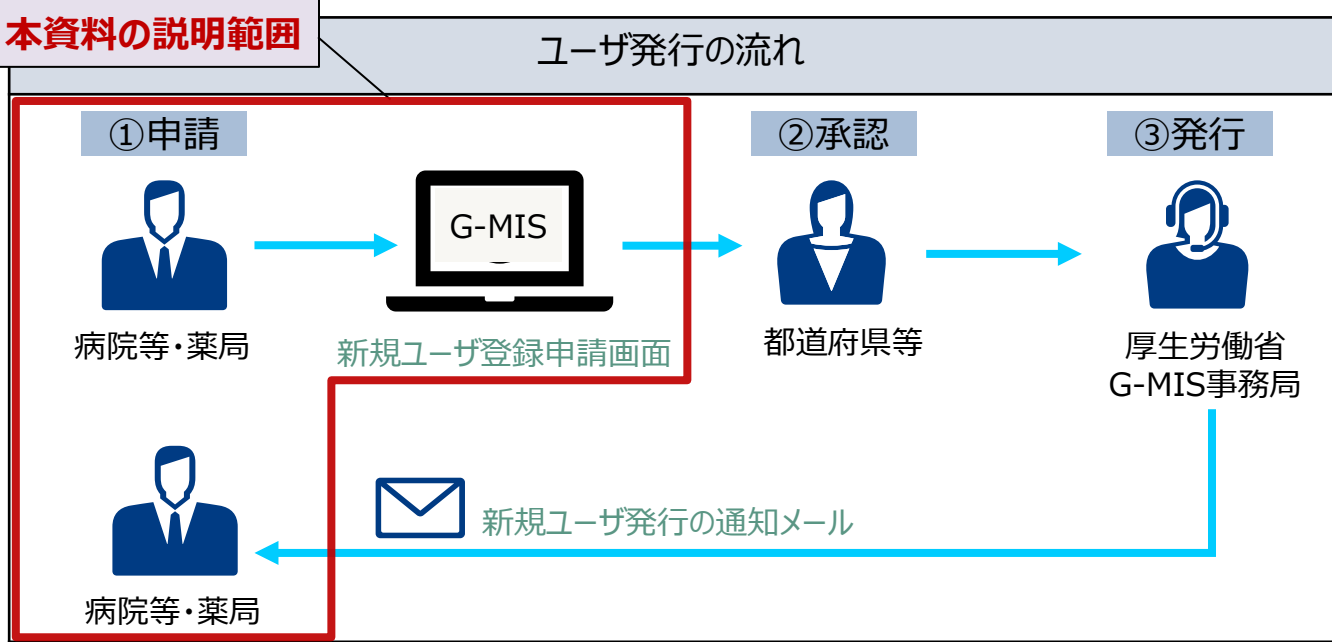 本資料の説明範囲
ユーザ発行の流れ
①申請
②承認
③発行
G-MIS
病院等・薬局
新規ユーザ登録申請画面
都道府県等
厚生労働省
G-MIS事務局
新規ユーザ発行の通知メール
病院等・薬局